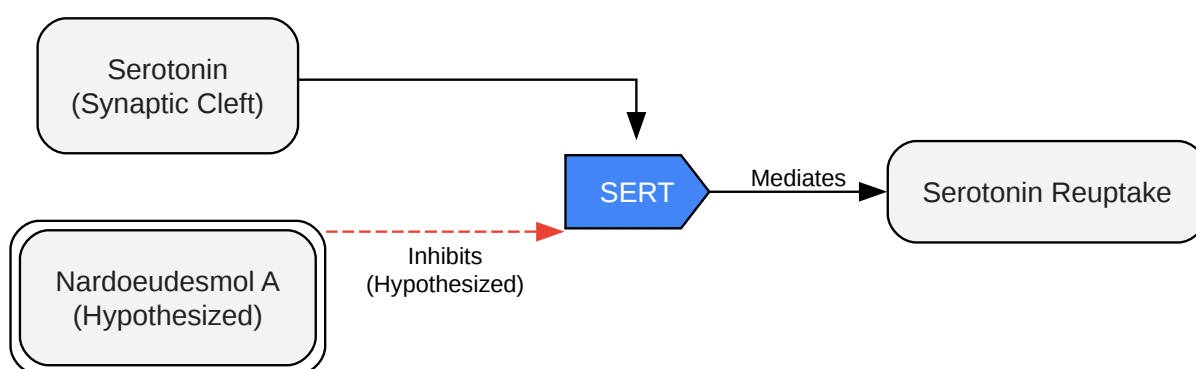 Serotonin
(Synaptic Cleft)
SERT
Mediates
Serotonin Reuptake
Inhibits
(Hypothesized)
Nardoeudesmol A
(Hypothesized)